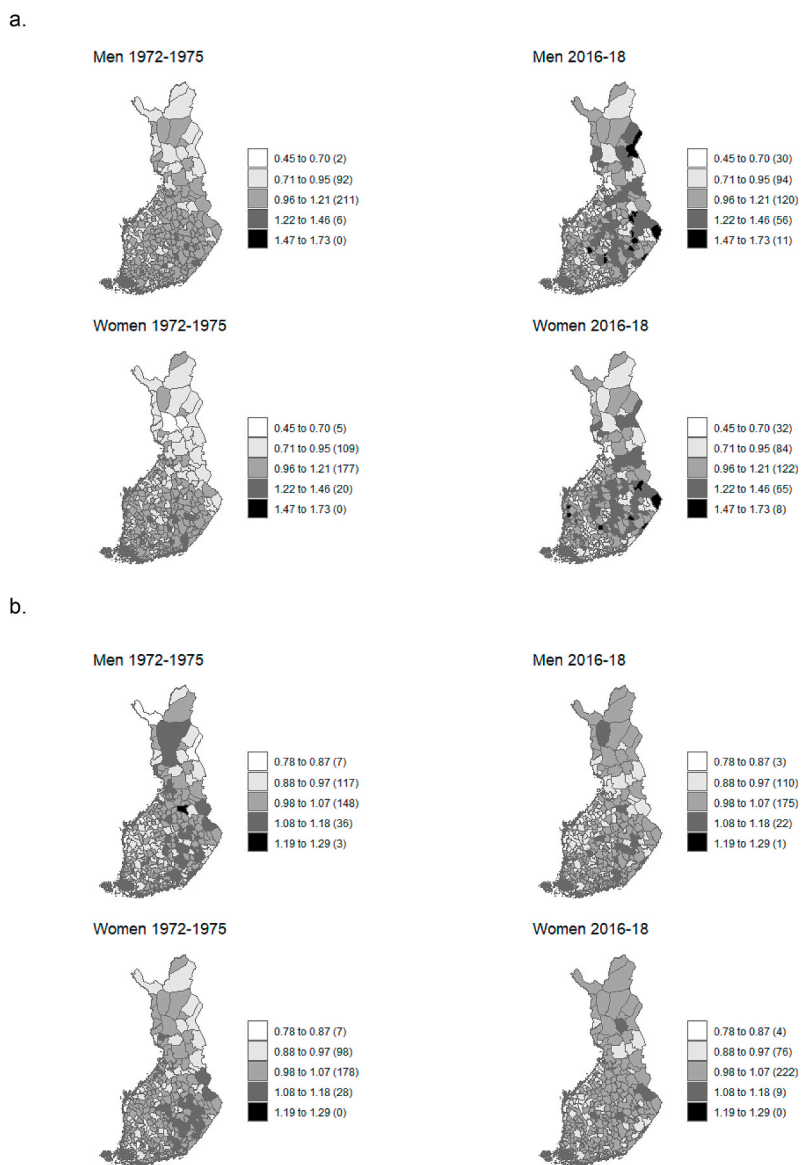 a.
Men 1972-1975
0.45 to 0.70 (2)
0.71 to 0.95 (92)
0.96 to 1.21 (211)
1.22 to 1.46 (6)
1.47 to 1.73 (0)
Men 2016-18
0.45 to 0.70 (30)
0.71 to 0.95 (94)
0.96 to 1.21 (120)
1.22 to 1.46 (56)
1.47 to 1.73 (11)
Women 1972-1975
0.45 to 0.70 (5)
0.71 to 0.95 (109)
0.96 to 1.21 (177)
1.22 to 1.46 (20)
1.47 to 1.73 (0)
Women 2016-18
0.45 to 0.70 (32)
0.71 to 0.95 (84)
0.96 to 1.21 (122)
1.22 to 1.46 (65)
1.47 to 1.73 (8)
b.
Men 1972-1975
0.78 to 0.87 (7)
0.88 to 0.97 (117)
0.98 to 1.07 (148)
1.08 to 1.18 (36)
1.19 to 1.29 (3)
Men 2016-18
0.78 to 0.87 (3)
0.88 to 0.97 (110)
0.98 to 1.07 (175)
1.08 to 1.18 (22)
1.19 to 1.29 (1)
Women 1972-1975
0.78 to 0.87 (7)
0.88 to 0.97 (98)
0.98 to 1.07 (178)
1.08 to 1.18 (28)
1.19 to 1.29 (0)
Women 2016-18
0.78 to 0.87 (4)
0.88 to 0.97 (76)
0.98 to 1.07 (222)
1.08 to 1.18 (9)
1.19 to 1.29 (0)